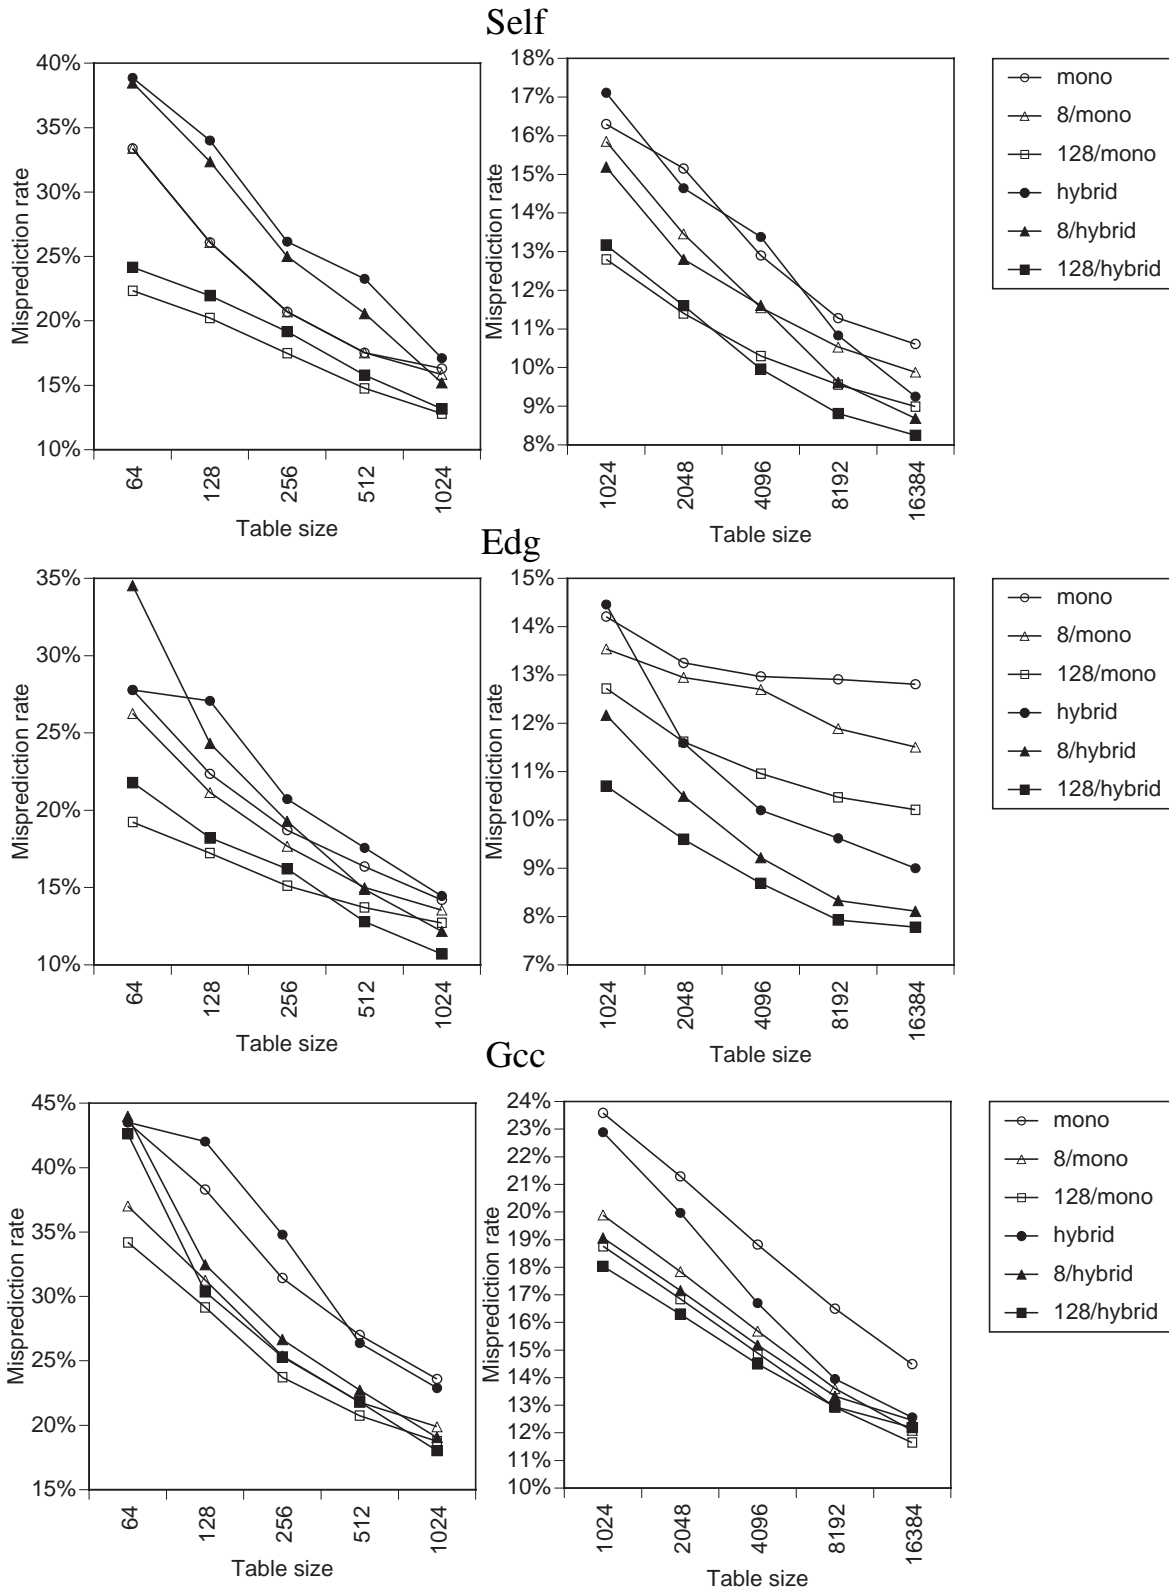 Self
40%
35%
30%
25%
20%
15%
10%
Misprediction rate
64
128
256
512
1024
Table size
18%
17%
16%
15%
14%
13%
12%
11%
10%
9%
8%
Misprediction rate
1024
2048
4096
8192
16384
Table size
mono
8/mono
128/mono
hybrid
8/hybrid
128/hybrid
Edg
35%
30%
25%
20%
15%
10%
Misprediction rate
64
128
256
512
1024
Table size
15%
14%
13%
12%
11%
10%
9%
8%
7%
Misprediction rate
1024
2048
4096
8192
16384
Table size
mono
8/mono
128/mono
hybrid
8/hybrid
128/hybrid
Gcc
45%
40%
35%
30%
25%
20%
15%
Misprediction rate
64
128
256
512
1024
Table size
24%
23%
22%
21%
20%
19%
18%
17%
16%
15%
14%
13%
12%
11%
10%
Misprediction rate
1024
2048
4096
8192
16384
Table size
mono
8/mono
128/mono
hybrid
8/hybrid
128/hybrid